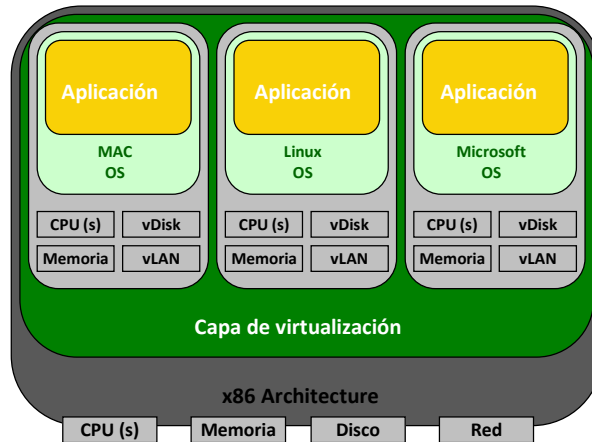 Aplicación
Aplicación
Aplicación
MAC
OS
Linux
OS
Microsoft
OS
CPU (s) vDisk CPU (s) vDisk CPU (s) vDisk
Memoria vLAN Memoria vLAN Memoria vLAN
Capa de virtualización
x86 Architecture
CPU (s) Memoria Disco Red